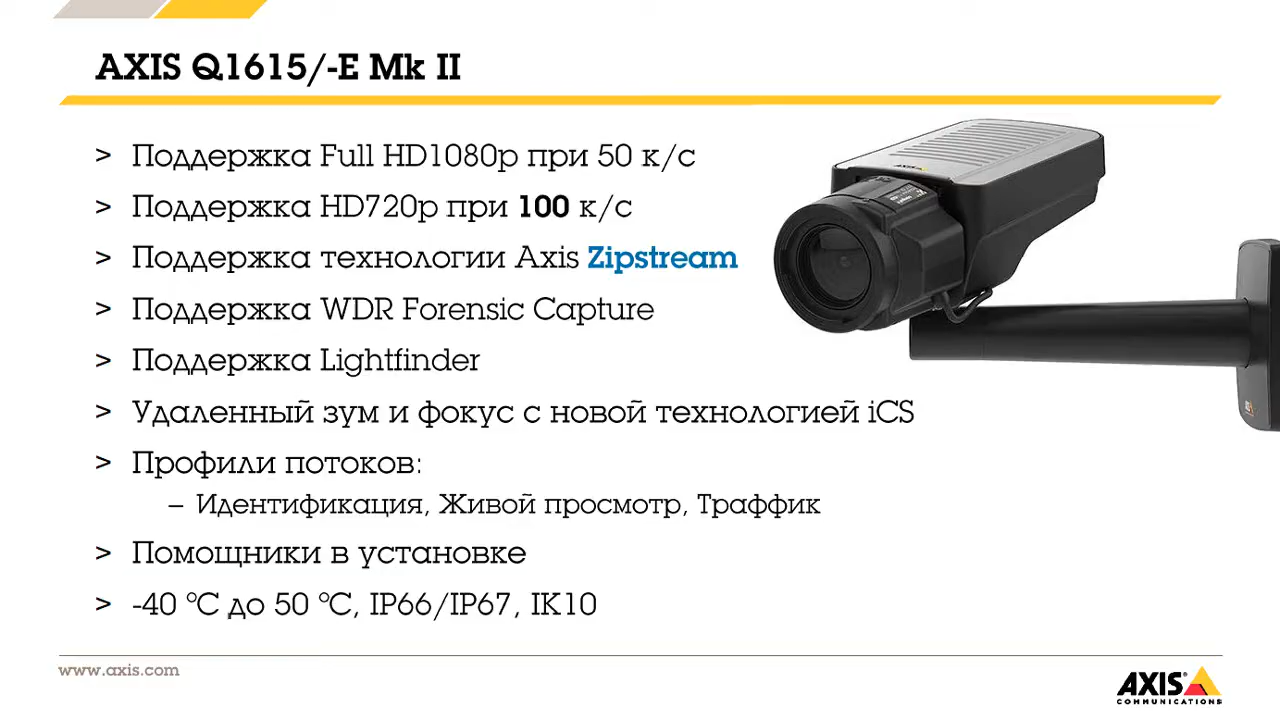 AXIS Q1615/-E Mk II
> Поддержка Full HD1080p при 50 к/с
> Поддержка HD720p при 100 к/с
> Поддержка технологии Axis Zipstream
> Поддержка WDR Forensic Capture
> Поддержка Lightfinder
> Удаленный зум и фокус с новой технологией iCS
> Профили потоков:
– Идентификация, Живой просмотр, Траффик
> Помощники в установке
> -40 °C до 50 °C, IP66/IP67, IK10
www.axis.com
AXIS
COMMUNICATIONS
AXIS